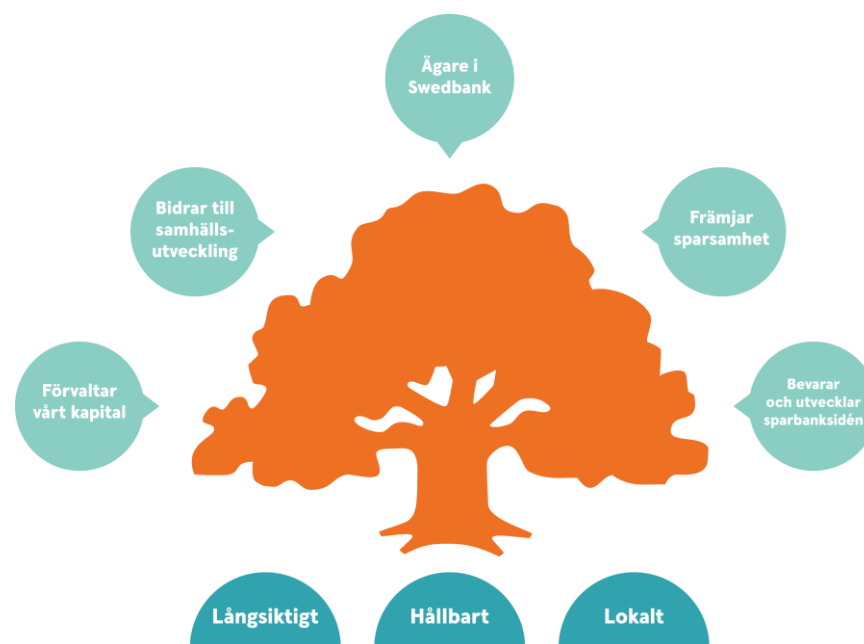 Ägare i
Swedbank
Bidrar till
samhälls-
utveckling
Främjar
sparsamhet
Förvaltar
vårt kapital
Bevarar
och utvecklar
sparbanksidén
Långsiktigt
Hållbart
Lokalt